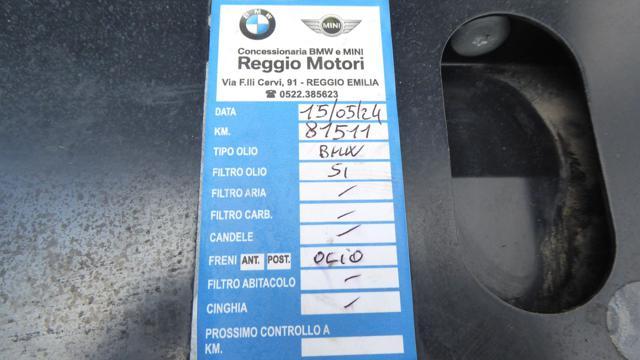 BMW
MINI
Concessionaria BMW e MINI
Reggio Motori
Via F.lli Cervi, 91 - REGGIO EMILIA
☎ 0522.385623
DATA 15/05/24
KM. 81511
TIPO OLIO BMW
FILTRO OLIO SI
FILTRO ARIA -
FILTRO CARB. -
CANDELE -
FRENI ANT. POST. OLIO
FILTRO ABITACOLO -
CINGHIA -
PROSSIMO CONTROLLO A
KM.